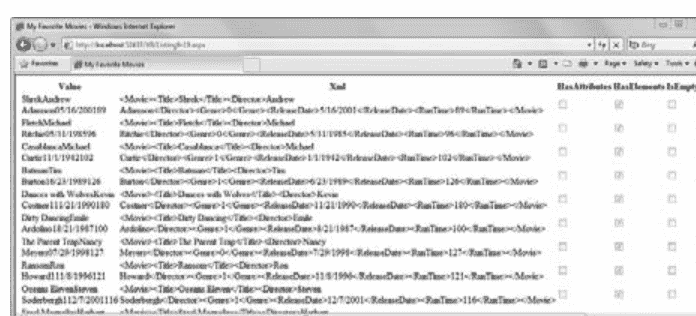 My Favorite Movies - Windows Internet Explorer
Favorites My Favorite Movies Page Safety Tools
Value Xml HasAttributes HasElements IsEmpty
ShrekAndrew <Movie><Title>Shrek</Title><Director>Andrew
Adamson05/16/200189 Adamson</Director><Genre>0</Genre><ReleaseDate>5/16/2001</ReleaseDate><RunTime>89</RunTime></Movie>
FletchMichael <Movie><Title>Fletch</Title><Director>Michael
Ritchie05/31/198596 Ritchie</Director><Genre>0</Genre><ReleaseDate>5/31/1985</ReleaseDate><RunTime>96</RunTime></Movie>
CasablancaMichael <Movie><Title>Casablanca</Title><Director>Michael
Curtiz11/1/1942102 Curtiz</Director><Genre>1</Genre><ReleaseDate>1/1/1942</ReleaseDate><RunTime>102</RunTime></Movie>
BatmanTim <Movie><Title>Batman</Title><Director>Tim
Burton16/23/1989126 Burton</Director><Genre>1</Genre><ReleaseDate>6/23/1989</ReleaseDate><RunTime>126</RunTime></Movie>
Dances with WolvesKevin <Movie><Title>Dances with Wolves</Title><Director>Kevin
Costner111/21/1990180 Costner</Director><Genre>1</Genre><ReleaseDate>11/21/1990</ReleaseDate><RunTime>180</RunTime></Movie>
Dirty DancingEmile <Movie><Title>Dirty Dancing</Title><Director>Emile
Ardolino18/21/1987100 Ardolino</Director><Genre>1</Genre><ReleaseDate>8/21/1987</ReleaseDate><RunTime>100</RunTime></Movie>
The Parent TrapNancy <Movie><Title>The Parent Trap</Title><Director>Nancy
Meyers07/29/1998127 Meyers</Director><Genre>0</Genre><ReleaseDate>7/29/1998</ReleaseDate><RunTime>127</RunTime></Movie>
RansomRon <Movie><Title>Ransom</Title><Director>Ron
Howard111/8/1996121 Howard</Director><Genre>1</Genre><ReleaseDate>11/8/1996</ReleaseDate><RunTime>121</RunTime></Movie>
Oceans ElevenSteven <Movie><Title>Oceans Eleven</Title><Director>Steven
Soderbergh112/7/2001116 Soderbergh</Director><Genre>1</Genre><ReleaseDate>12/7/2001</ReleaseDate><RunTime>116</RunTime></Movie>